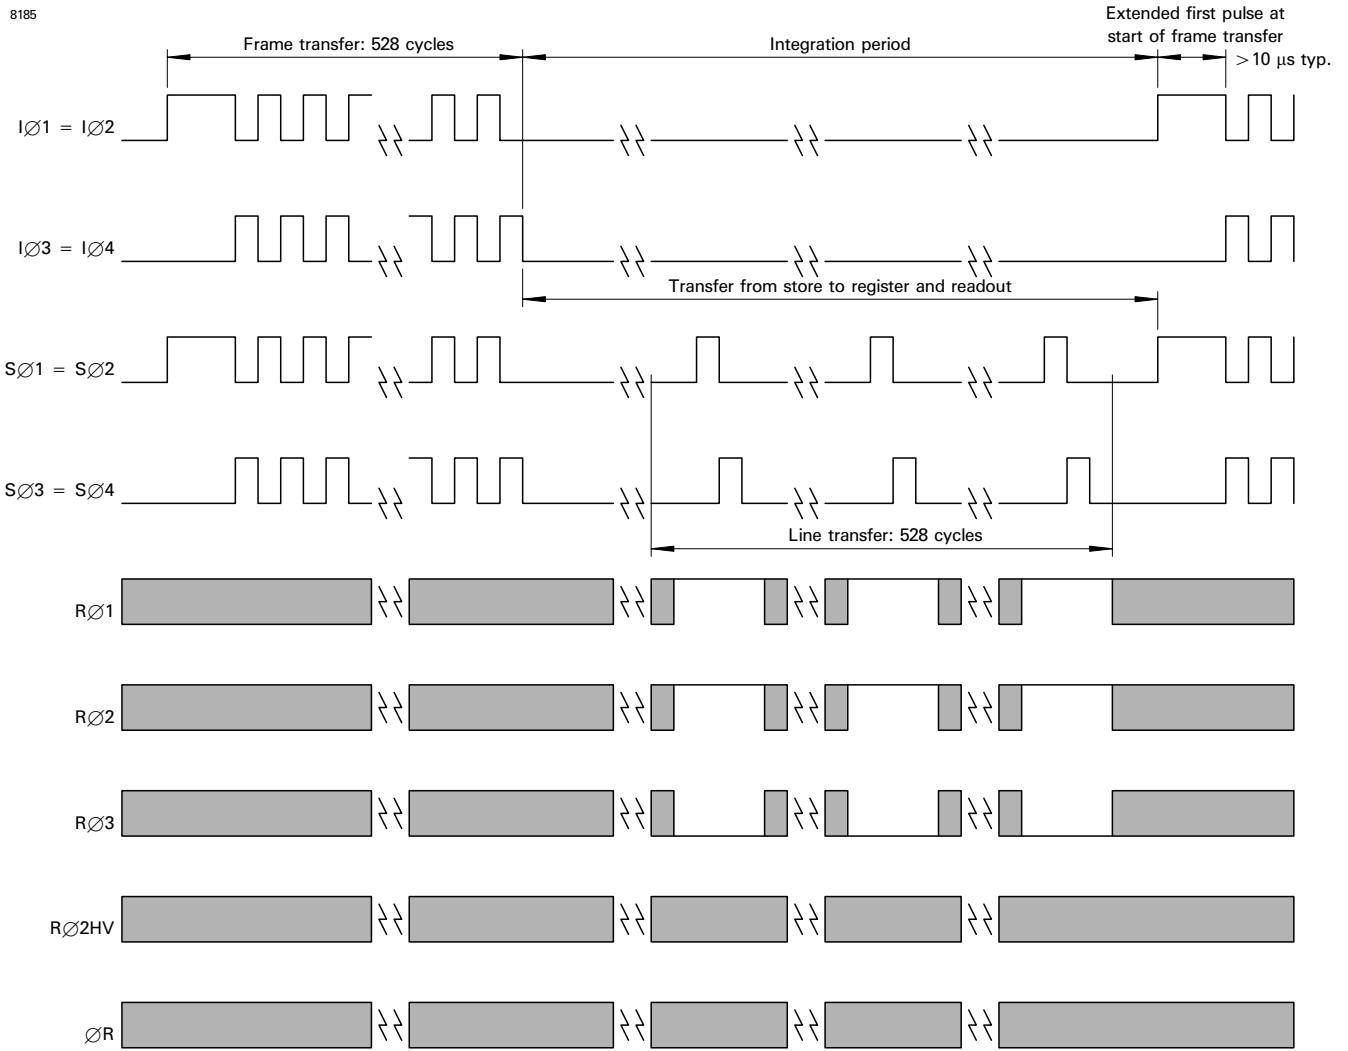 8185
Extended first pulse at
start of frame transfer
Frame transfer: 528 cycles
Integration period
>10 μs typ.
I∅1 = I∅2
I∅3 = I∅4
Transfer from store to register and readout
S∅1 = S∅2
S∅3 = S∅4
Line transfer: 528 cycles
R∅1
R∅2
R∅3
R∅2HV
∅R